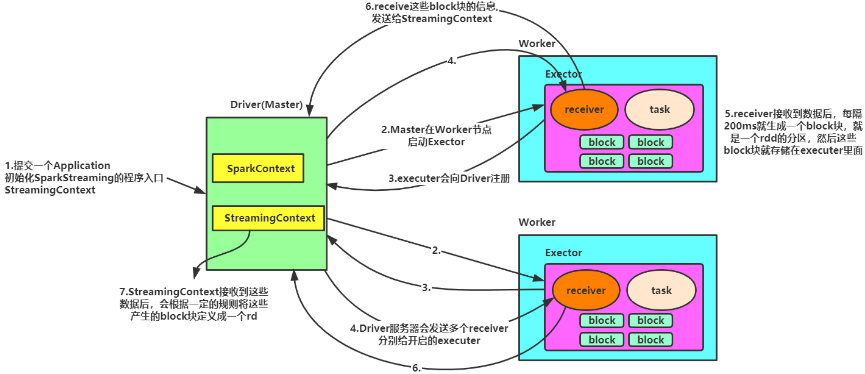 6.receive这些block块的信息,
发送给StreamingContext
Worker
4.
Exector
receiver
task
block
block
block
block
Driver(Master)
SparkContext
StreamingContext
2.Master在Worker节点
启动Exector
3.executer会向Driver注册
5.receiver接收到数据后，每隔
200ms就生成一个block块，就
是一个rdd的分区，然后这些
block块就存储在executer里面
1.提交一个Application
初始化SparkStreaming的程序入口
StreamingContext
Worker
2.
Exector
3.
receiver
task
block
block
block
block
7.StreamingContext接收到这些
数据后，会根据一定的规则将这些
产生的block块定义成一个rd
4.Driver服务器会发送多个receiver
分别给开启的executer
6.